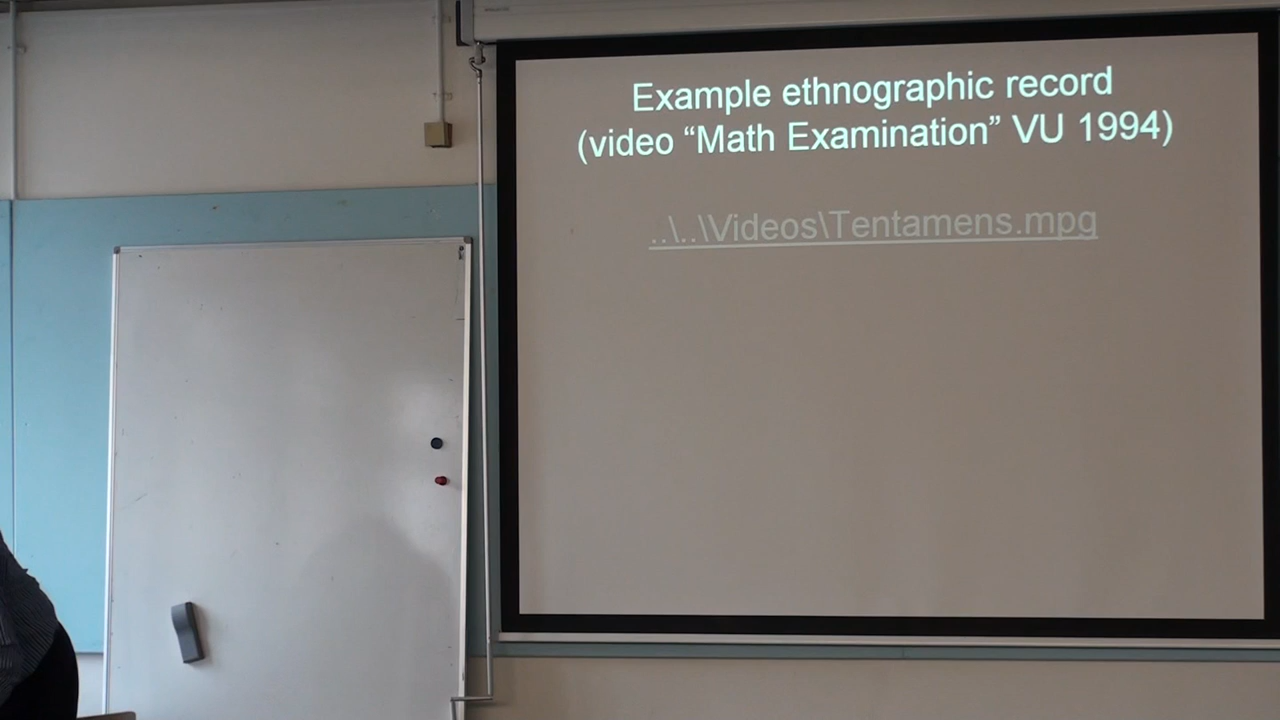 Example ethnographic record
(video “Math Examination” VU 1994)
..\..\Videos\Tentamens.mpg